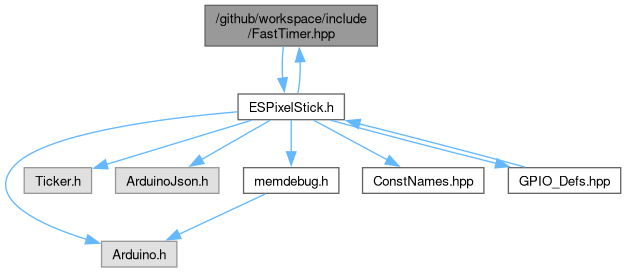 /github/workspace/include
/FastTimer.hpp
ESPixelStick.h
Ticker.h
ArduinoJson.h
memdebug.h
ConstNames.hpp
GPIO_Defs.hpp
Arduino.h